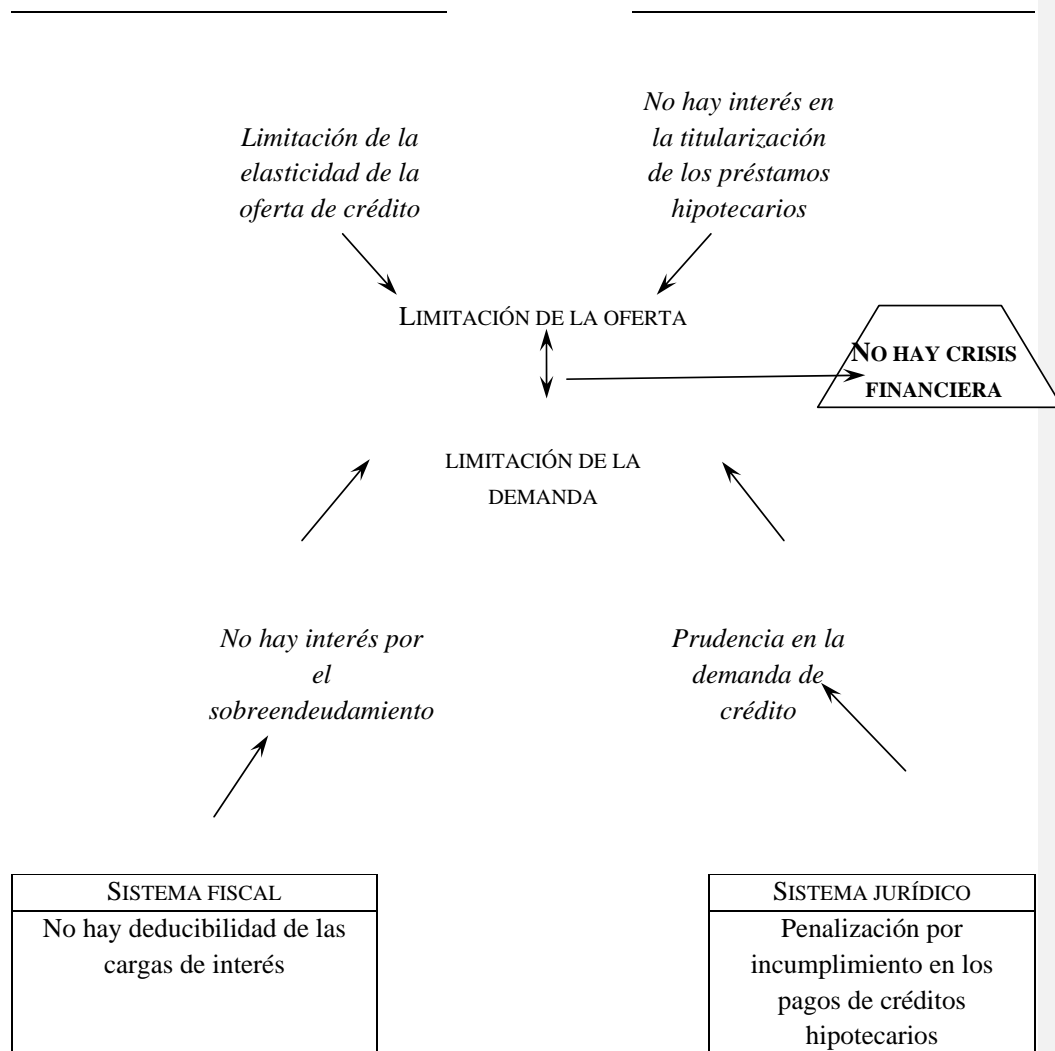 Limitación de la
elasticidad de la
oferta de crédito
No hay interés en
la titularización
de los préstamos
hipotecarios
LIMITACIÓN DE LA OFERTA
NO HAY CRISIS
FINANCIERA
LIMITACIÓN DE LA
DEMANDA
No hay interés por
el
sobreendeudamiento
Prudencia en la
demanda de
crédito
SISTEMA FISCAL
No hay deducibilidad de las
cargas de interés
SISTEMA JURÍDICO
Penalización por
incumplimiento en los
pagos de créditos
hipotecarios